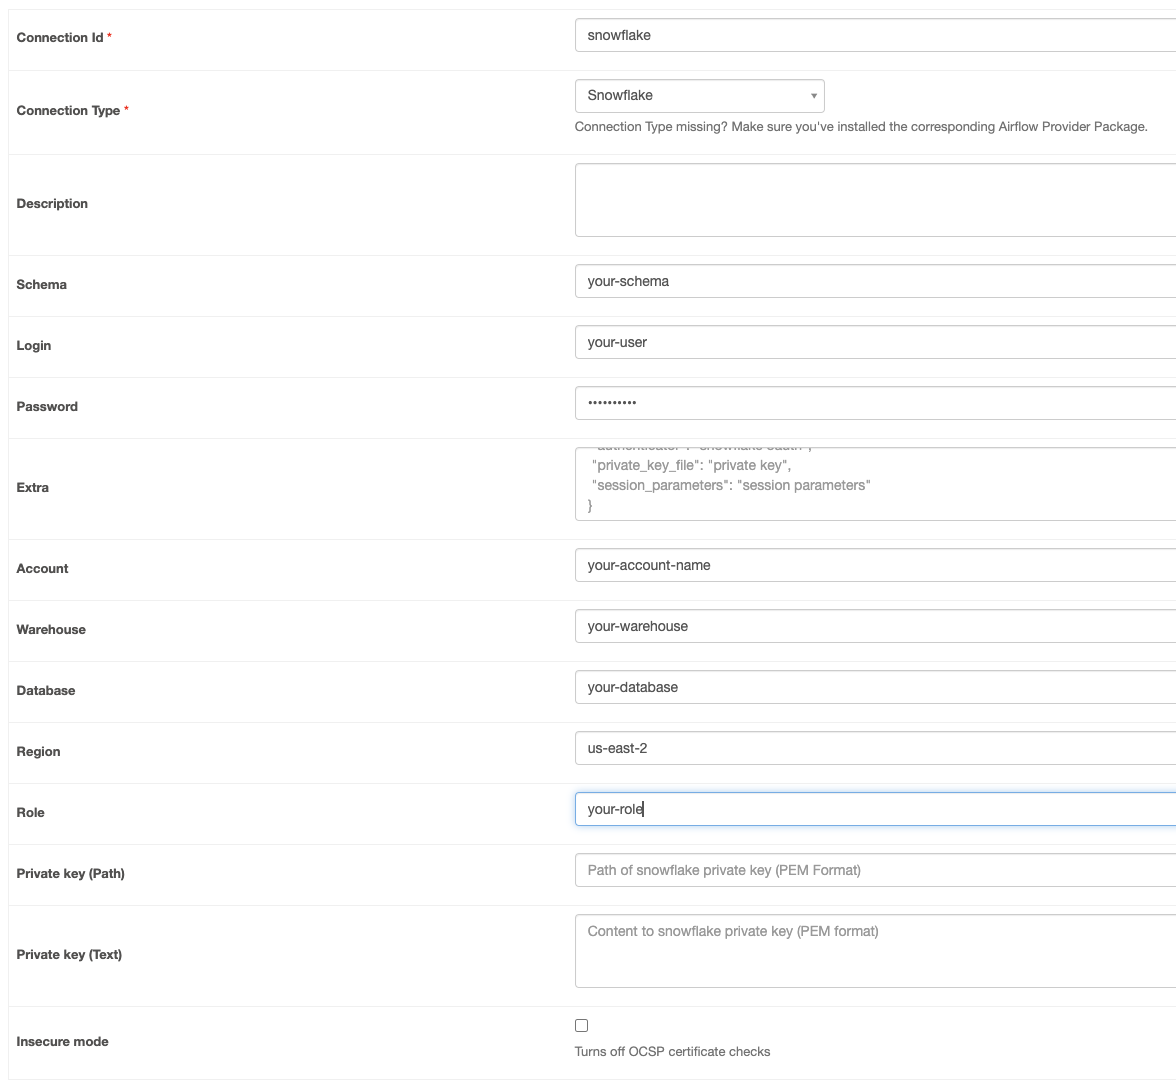 Connection Id *
snowflake
Connection Type *
Snowflake
Connection Type missing? Make sure you've installed the corresponding Airflow Provider Package.
Description
Schema
your-schema
Login
your-user
Password
••••••••••
Extra
"private_key_file": "private key",
"session_parameters": "session parameters"
}
Account
your-account-name
Warehouse
your-warehouse
Database
your-database
Region
us-east-2
Role
your-role
Private key (Path)
Path of snowflake private key (PEM Format)
Private key (Text)
Content to snowflake private key (PEM format)
Insecure mode
Turns off OCSP certificate checks